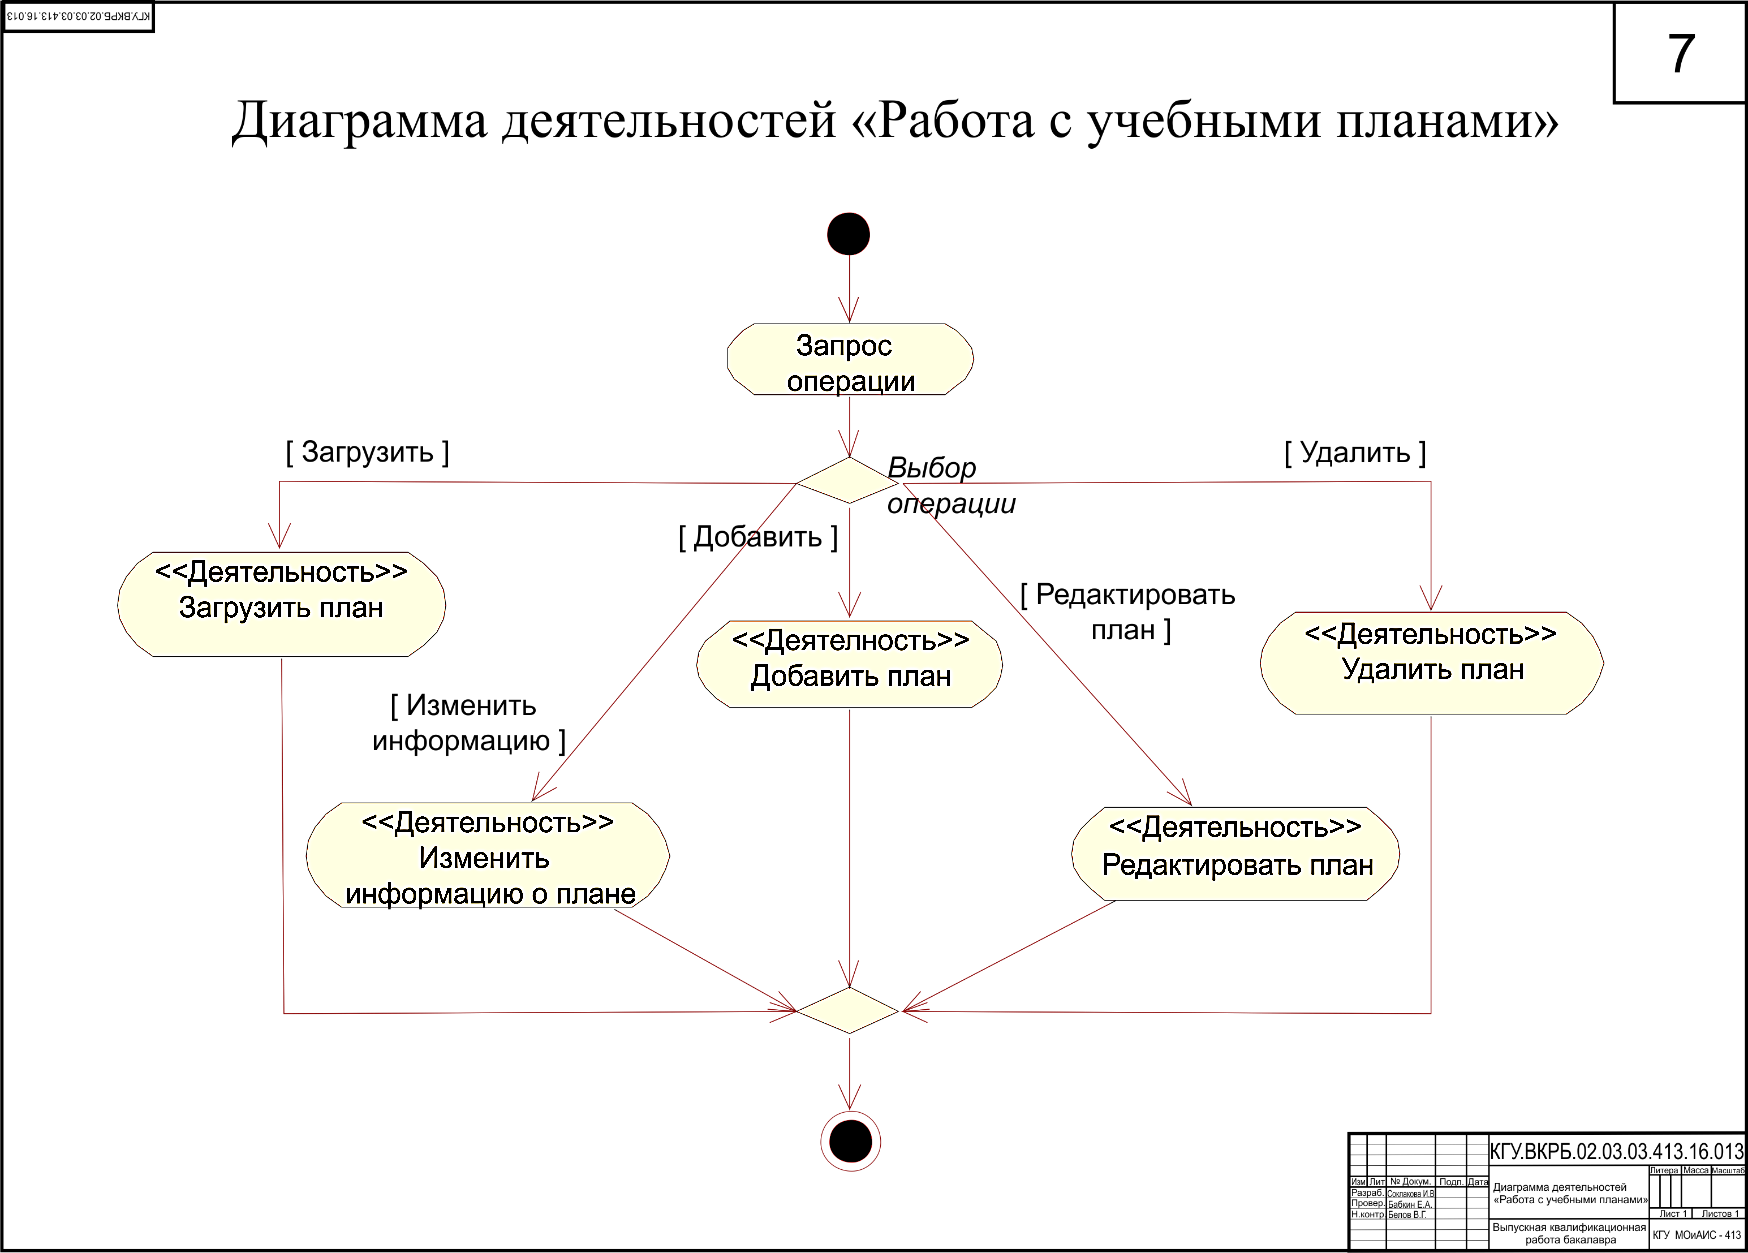 КГУ.ВКРБ.02.03.03.413.16.013
7
Диаграмма деятельностей «Работа с учебными планами»
Запрос
операции
[ Загрузить ]
Выбор
операции
[ Удалить ]
[ Добавить ]
<<Деятельность>>
Загрузить план
[ Редактировать
план ]
<<Деятелность>>
Добавить план
<<Деятельность>>
Удалить план
[ Изменить
информацию ]
<<Деятельность>>
Изменить
информацию о плане
<<Деятельность>>
Редактировать план
КГУ.ВКРБ.02.03.03.413.16.013
Литера Масса Масштаб
Изм Лит № Докум. Подп. Дата
Разраб. Соклакова И.В
Провер. Бабкин Е.А.
Н.контр. Белов В.Г.
Диаграмма деятельностей
«Работа с учебными планами»
Лист 1 Листов 1
Выпускная квалификационная
работа бакалавра
КГУ МОиАИС - 413